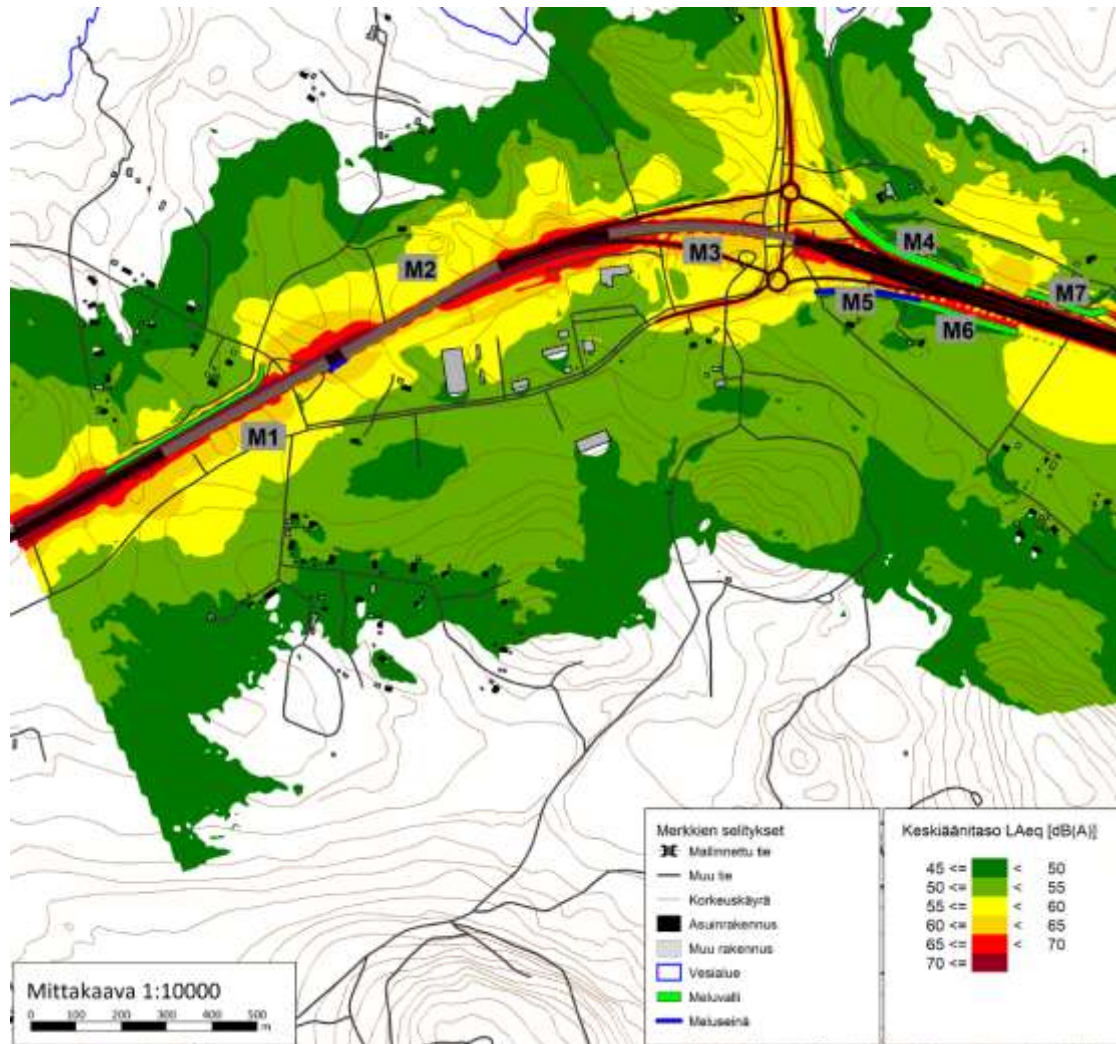 M4
M2
M3
M7
M5
M6
M1
Merkkien selitykset
Mallinnettu tie
Muu tie
Korkeuskäyrä
Asuinrakennus
Muu rakennus
Vesialue
Meluvalli
Meluseinä
Keskiäänitaso LAeq [dB(A)]
45 <= < 50
50 <= < 55
55 <= < 60
60 <= < 65
65 <= < 70
70 <=
Mittakaava 1:10000
0 100 200 300 400 500
m